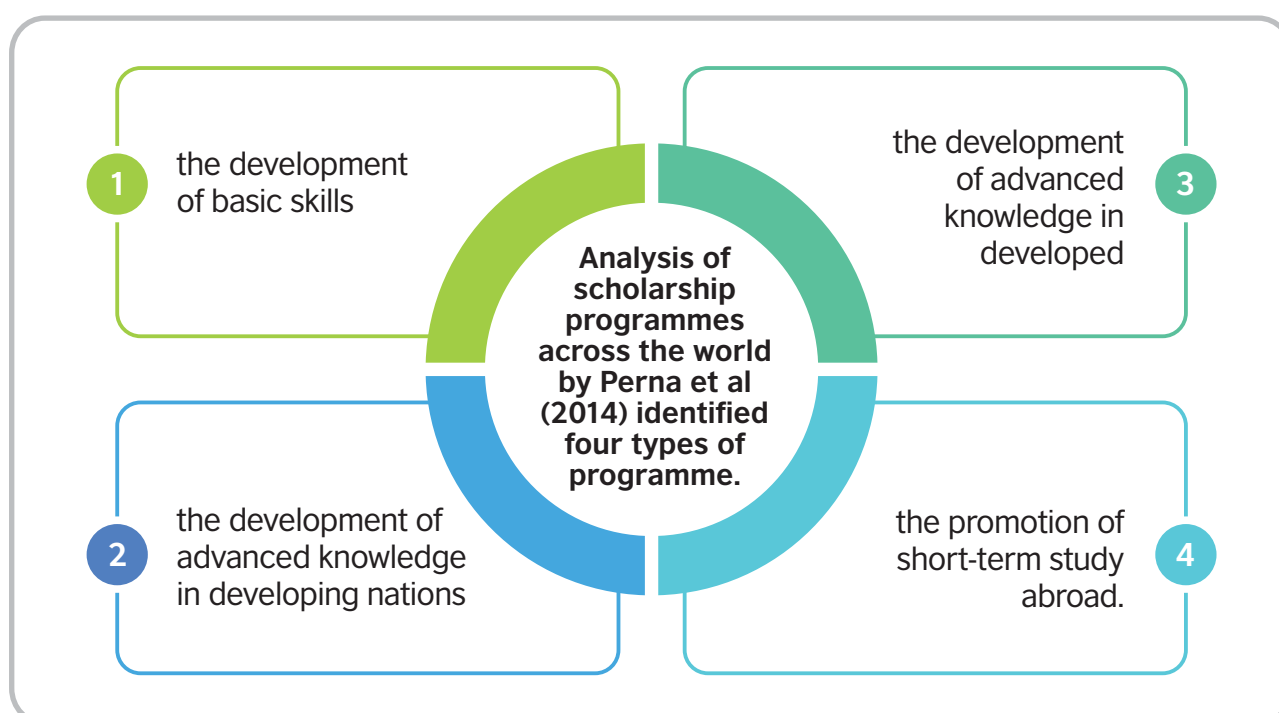 1
the development
of basic skills
2
the development of
advanced knowledge
in developing nations
Analysis of
scholarship
programmes
across the world
by Perna et al
(2014) identified
four types of
programme.
the development
of advanced
knowledge in
developed
3
the promotion of
short-term study
abroad.
4